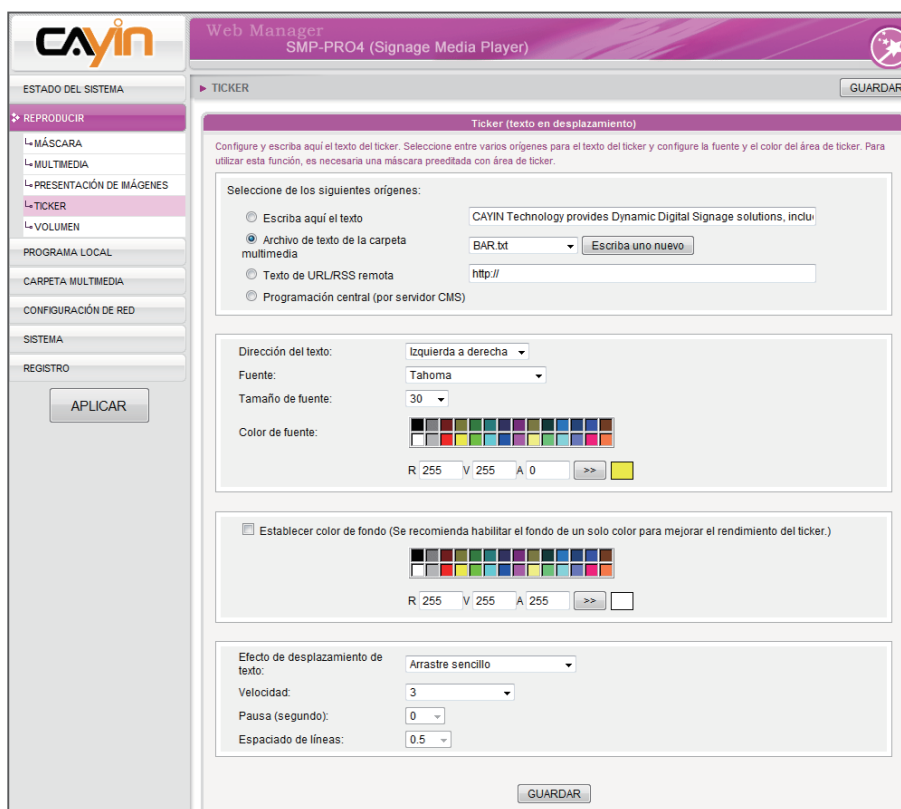 CAYIN
Web Manager
SMP-PRO4 (Signage Media Player)
ESTADO DEL SISTEMA
REPRODUCIR
MÁSCARA
MULTIMEDIA
PRESENTACIÓN DE IMÁGENES
TICKER
VOLUMEN
PROGRAMA LOCAL
CARPETA MULTIMEDIA
CONFIGURACIÓN DE RED
SISTEMA
REGISTRO
APLICAR
TICKER
GUARDAR
Ticker (texto en desplazamiento)
Configure y escriba aquí el texto del ticker. Seleccione entre varios orígenes para el texto del ticker y configure la fuente y el color del área de ticker. Para
utilizar esta función, es necesaria una máscara preeditada con área de ticker.
Seleccione de los siguientes orígenes:
Escriba aquí el texto
CAYIN Technology provides Dynamic Digital Signage solutions, inclu
Archivo de texto de la carpeta
multimedia
BAR.txt
Escriba uno nuevo
Texto de URL/RSS remota
http://
Programación central (por servidor CMS)
Dirección del texto:
Izquierda a derecha
Fuente:
Tahoma
Tamaño de fuente:
30
Color de fuente:
R 255 V 255 A 0 >>
Establecer color de fondo (Se recomienda habilitar el fondo de un solo color para mejorar el rendimiento del ticker.)
R 255 V 255 A 255 >>
Efecto de desplazamiento de
texto:
Arrastre sencillo
Velocidad:
3
Pausa (segundo):
0
Espaciado de líneas:
0.5
GUARDAR